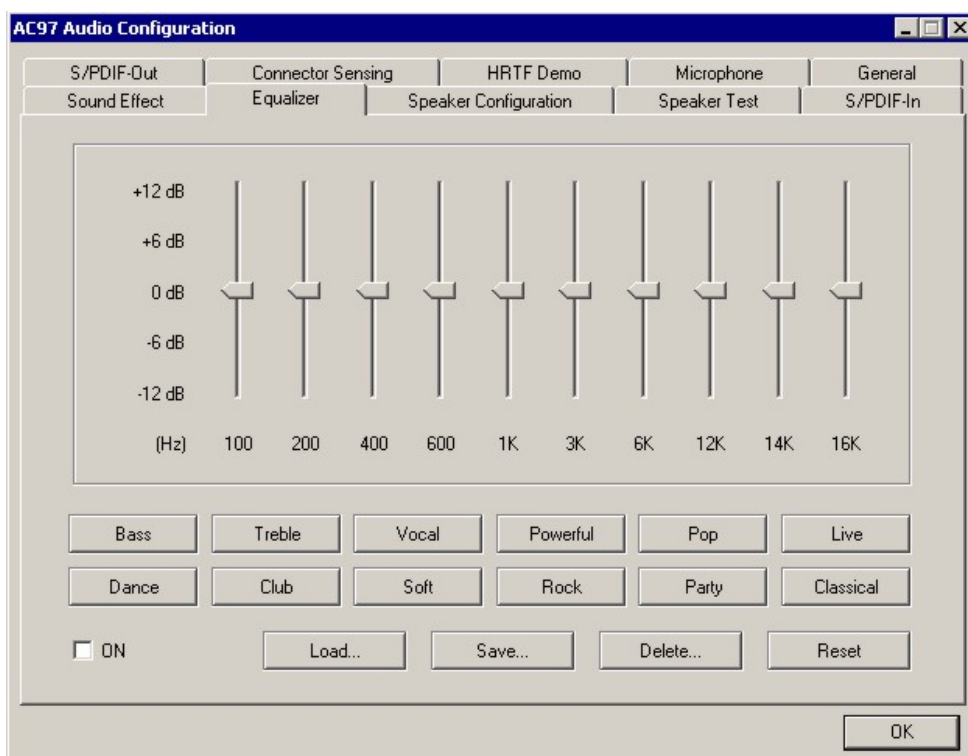 AC97 Audio Configuration
S/PDIF-Out Connector Sensing HRTF Demo Microphone General
Sound Effect Equalizer Speaker Configuration Speaker Test S/PDIF-In
+12 dB
+6 dB
0 dB
-6 dB
-12 dB
(Hz) 100 200 400 600 1K 3K 6K 12K 14K 16K
Bass Treble Vocal Powerful Pop Live
Dance Club Soft Rock Party Classical
ON Load... Save... Delete... Reset
OK